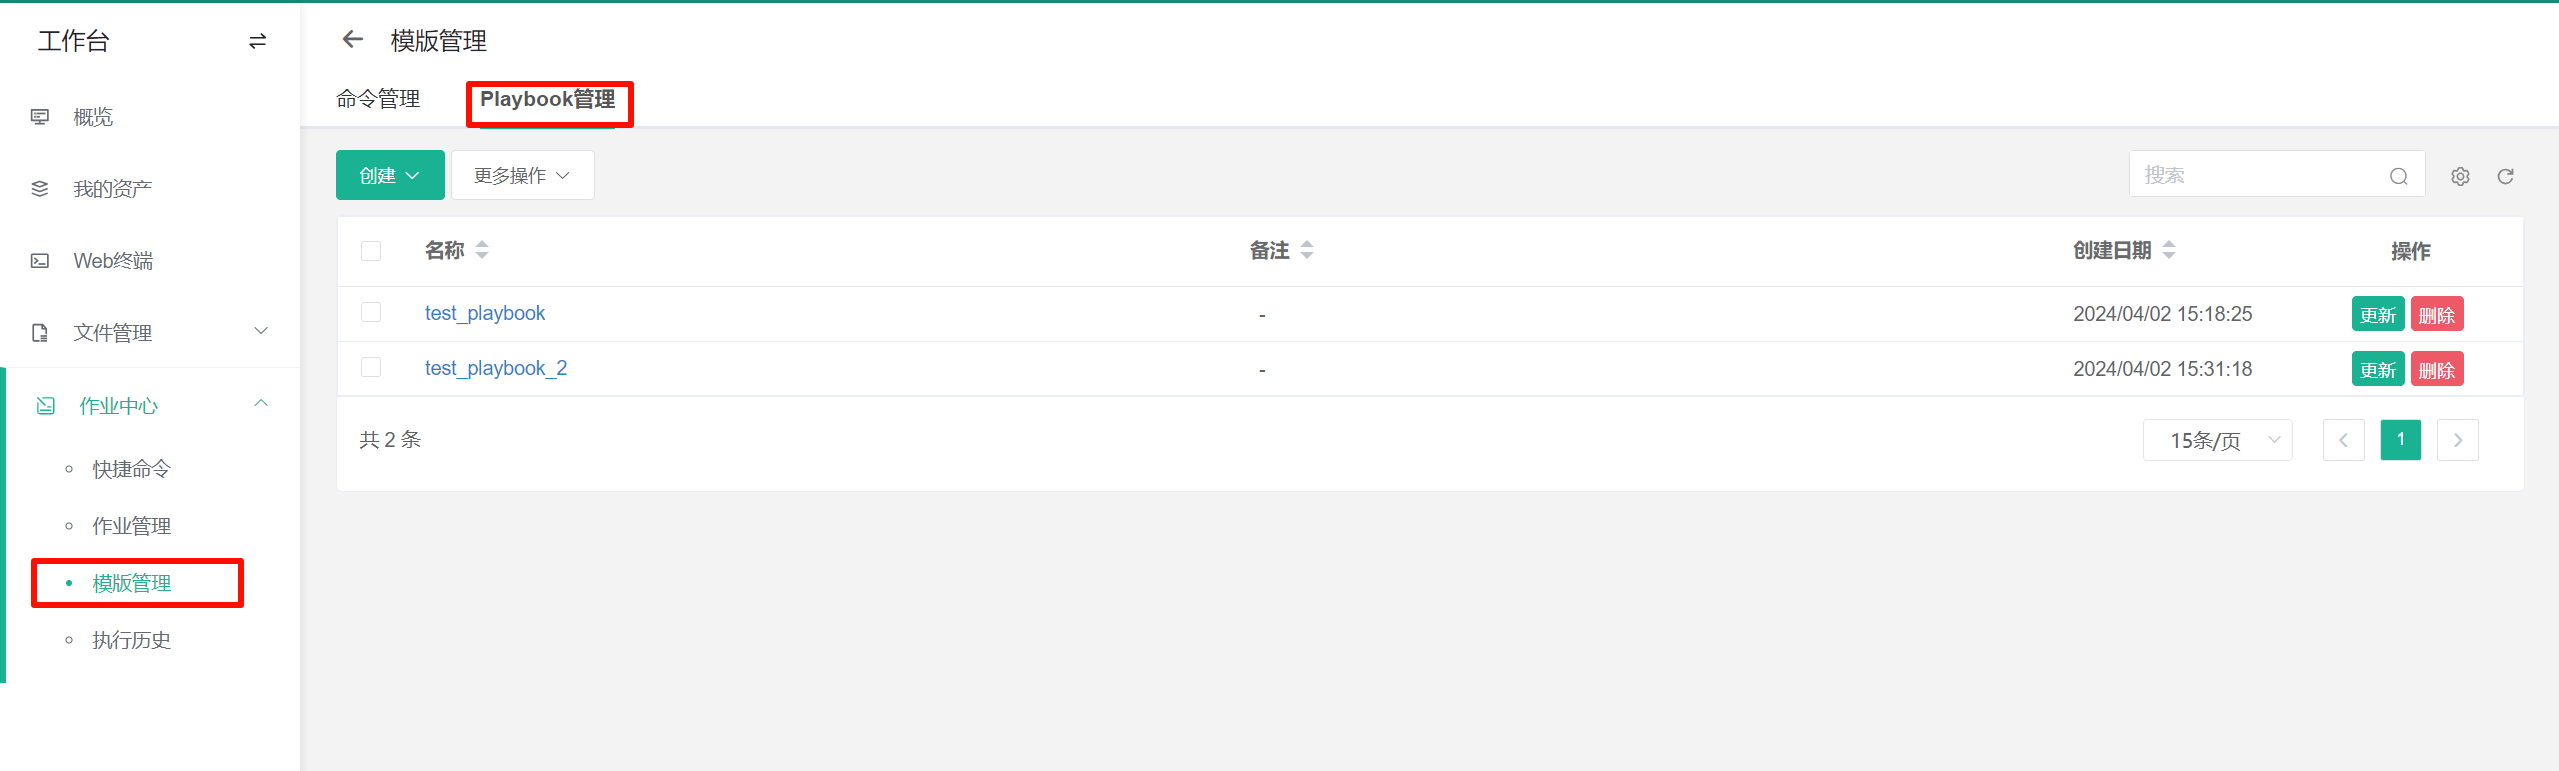 工作台
概览
我的资产
Web终端
文件管理
作业中心
快捷命令
作业管理
模版管理
执行历史
模版管理
命令管理 Playbook管理
创建 更多操作 搜索
名称 备注 创建日期 操作
test_playbook - 2024/04/02 15:18:25 更新 删除
test_playbook_2 - 2024/04/02 15:31:18 更新 删除
共 2 条 15条/页 1